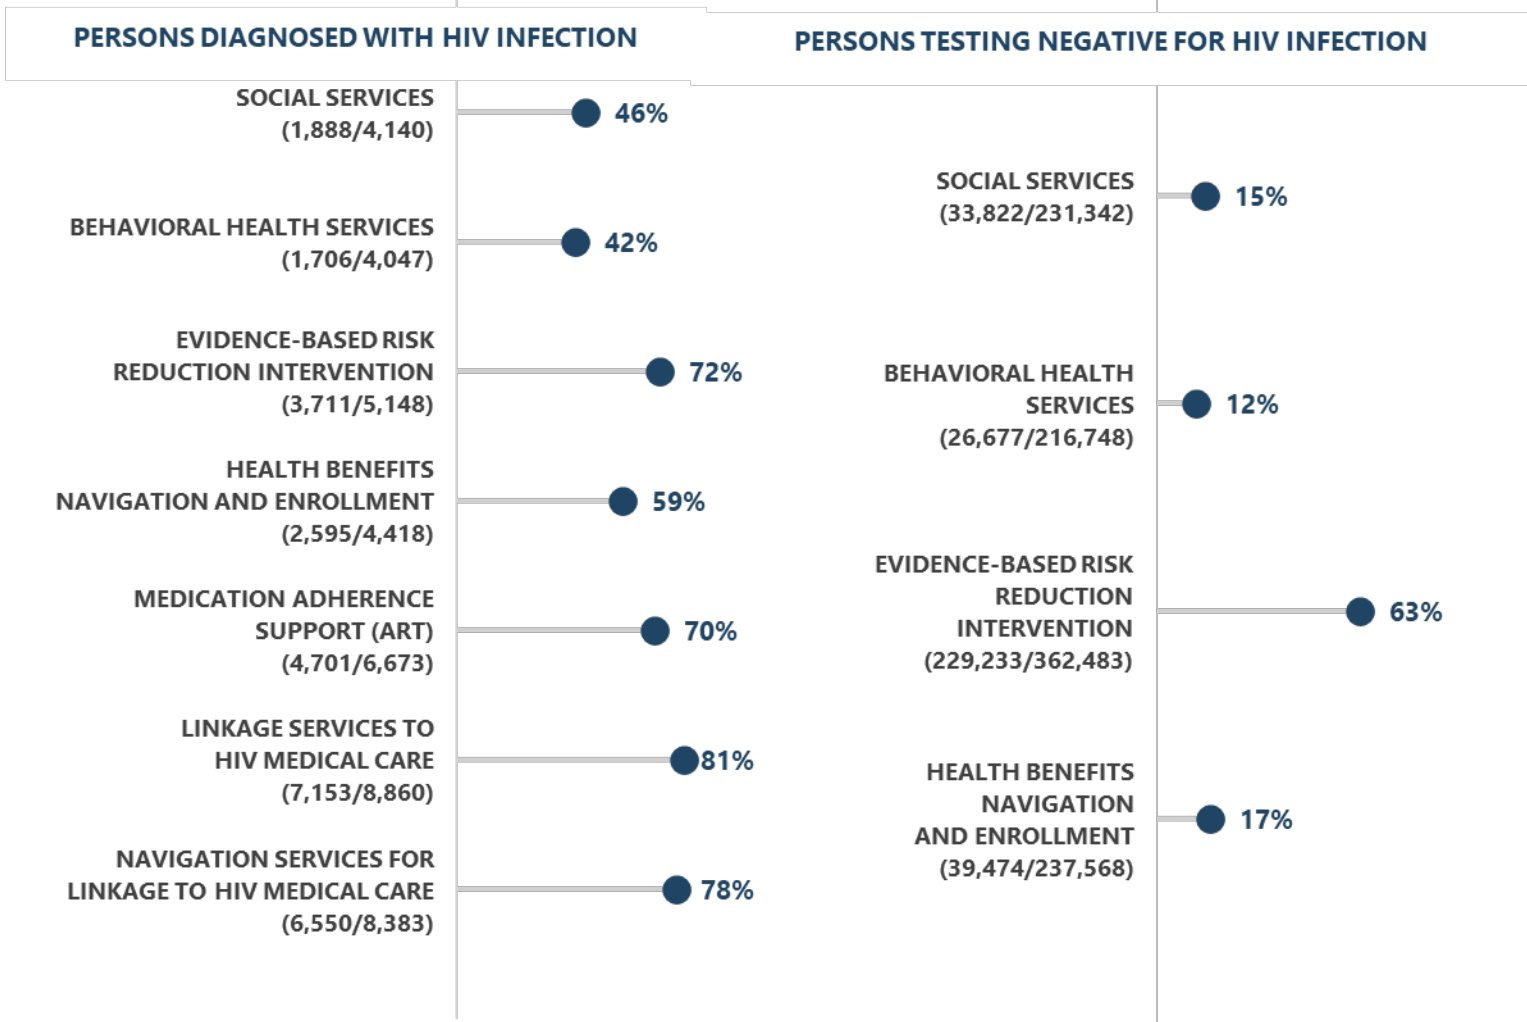 PERSONS DIAGNOSED WITH HIV INFECTION
SOCIAL SERVICES
(1,888/4,140)
46%
BEHAVIORAL HEALTH SERVICES
(1,706/4,047)
42%
EVIDENCE-BASED RISK
REDUCTION INTERVENTION
(3,711/5,148)
72%
HEALTH BENEFITS
NAVIGATION AND ENROLLMENT
(2,595/4,418)
59%
MEDICATION ADHERENCE
SUPPORT (ART)
(4,701/6,673)
70%
LINKAGE SERVICES TO
HIV MEDICAL CARE
(7,153/8,860)
81%
NAVIGATION SERVICES FOR
LINKAGE TO HIV MEDICAL CARE
(6,550/8,383)
78%
PERSONS TESTING NEGATIVE FOR HIV INFECTION
SOCIAL SERVICES
(33,822/231,342)
15%
BEHAVIORAL HEALTH
SERVICES
(26,677/216,748)
12%
EVIDENCE-BASED RISK
REDUCTION
INTERVENTION
(229,233/362,483)
63%
HEALTH BENEFITS
NAVIGATION
AND ENROLLMENT
(39,474/237,568)
17%